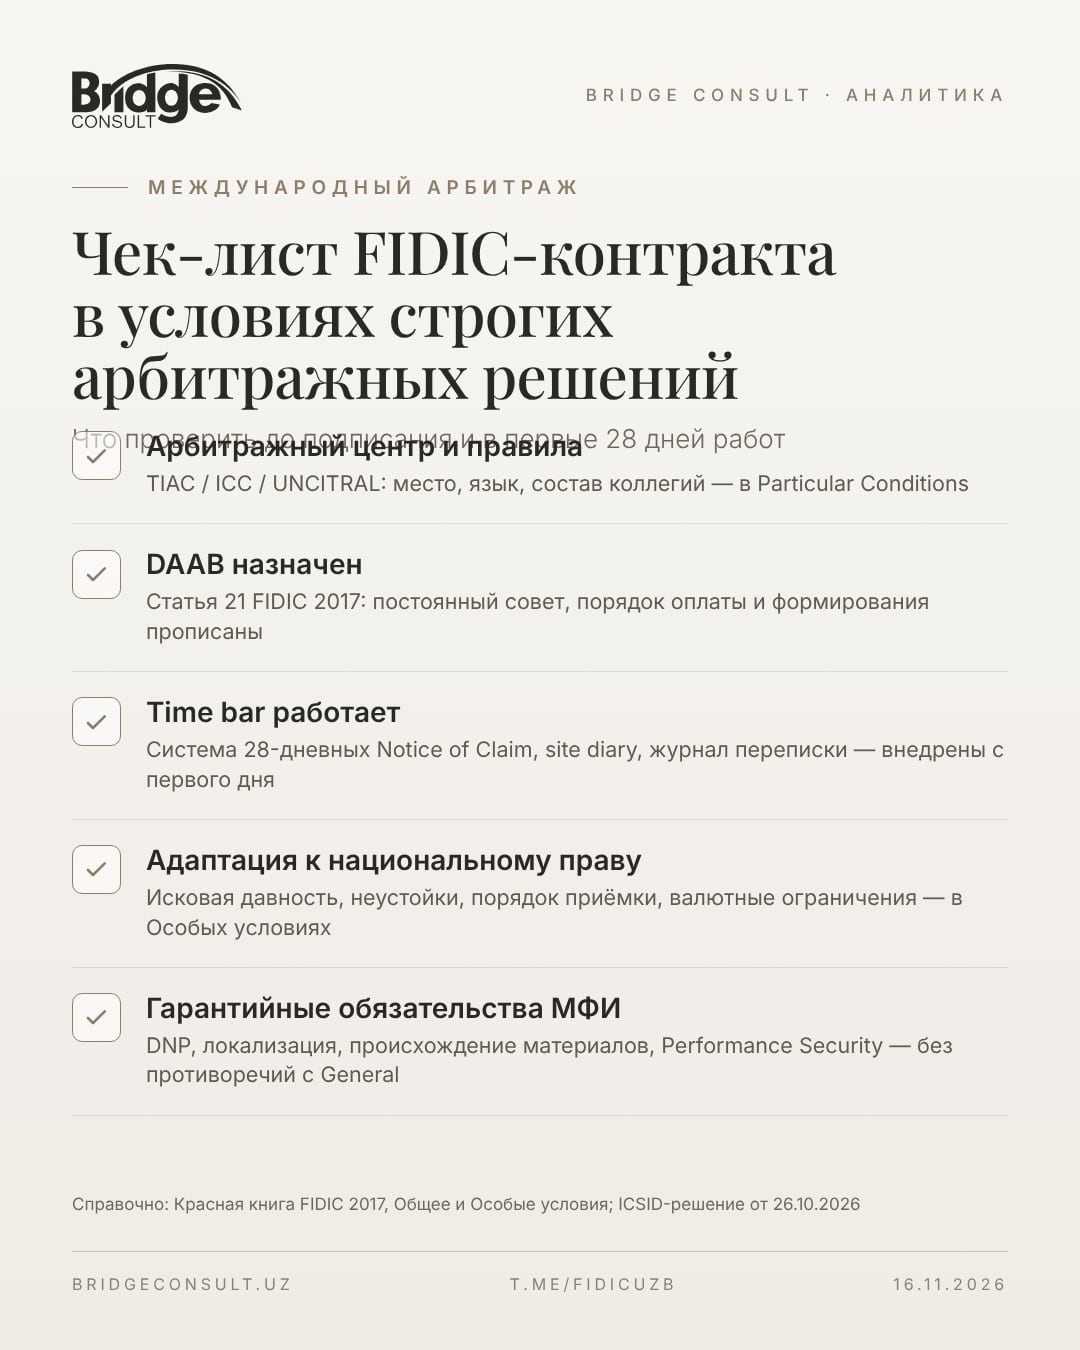 Bridge
CONSULT
BRIDGE CONSULT · АНАЛИТИКА
МЕЖДУНАРОДНЫЙ АРБИТРАЖ
Чек-лист FIDIC-контракта
в условиях строгих
арбитражных решений
Что проверить до подписания и в первые 28 дней работ
Арбитражный центр и правила
TIAC / ICC / UNCITRAL: место, язык, состав коллегий — в Particular Conditions
DAAB назначен
Статья 21 FIDIC 2017: постоянный совет, порядок оплаты и формирования
прописаны
Time bar работает
Система 28-дневных Notice of Claim, site diary, журнал переписки — внедрены с
первого дня
Адаптация к национальному праву
Исковая давность, неустойки, порядок приёмки, валютные ограничения — в
Особых условиях
Гарантийные обязательства МФИ
DNP, локализация, происхождение материалов, Performance Security — без
противоречий с General
Справочно: Красная книга FIDIC 2017, Общее и Особые условия; ICSID-решение от 26.10.2026
BRIDGECONSULT.UZ
T.ME/FIDICUZB
16.11.2026